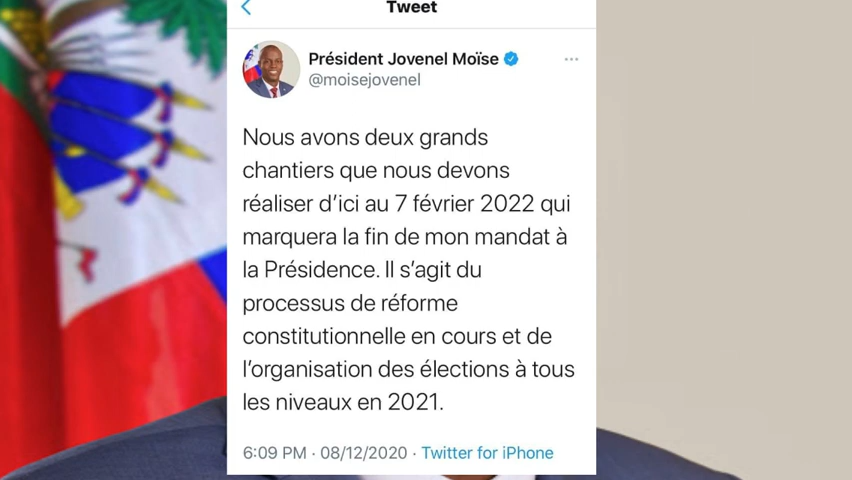 Tweet
Président Jovenel Moïse
@moisejovenel
Nous avons deux grands
chantiers que nous devons
réaliser d’ici au 7 février 2022 qui
marquera la fin de mon mandat à
la Présidence. Il s’agit du
processus de réforme
constitutionnelle en cours et de
l’organisation des élections à tous
les niveaux en 2021.
6:09 PM · 08/12/2020 · Twitter for iPhone